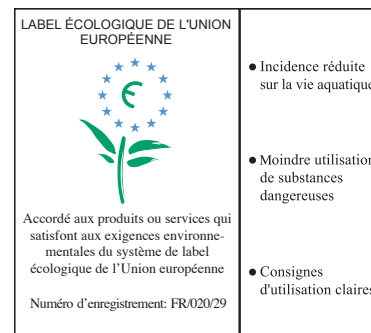 LABEL ÉCOLOGIQUE DE L'UNION
EUROPÉENNE
Accordé aux produits ou services qui
satisfont aux exigences environne-
mentales du système de label
écologique de l'Union européenne
Numéro d'enregistrement: FR/020/29
• Incidence réduite
sur la vie aquatique
• Moindre utilisation
de substances
dangereuses
• Consignes
d'utilisation claires